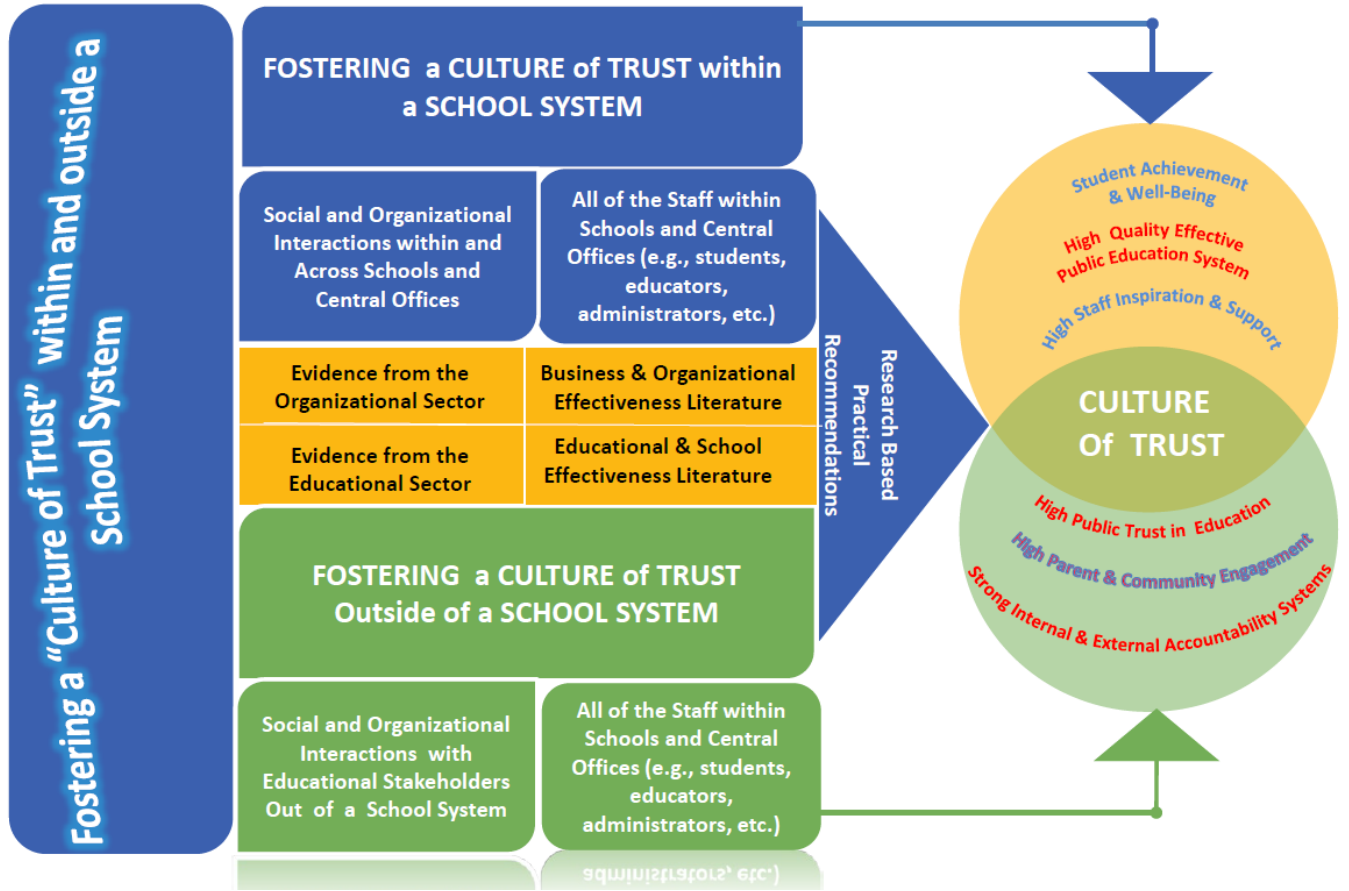 Fostering a “Culture of Trust” within and outside a
School System
FOSTERING a CULTURE of TRUST within
a SCHOOL SYSTEM
Social and Organizational
Interactions within and
Across Schools and
Central Offices
All of the Staff within
Schools and Central
Offices (e.g., students,
educators,
administrators, etc.)
Evidence from the
Organizational Sector
Business & Organizational
Effectiveness Literature
Evidence from the
Educational Sector
Educational & School
Effectiveness Literature
FOSTERING a CULTURE of TRUST
Outside of a SCHOOL SYSTEM
Social and Organizational
Interactions with
Educational Stakeholders
Out of a School System
All of the Staff within
Schools and Central
Offices (e.g., students,
educators,
administrators, etc.)
administrators, etc.)
Research Based
Practical
Recommendations
Student Achievement
& Well-Being
High Quality Effective
Public Education System
High Staff Inspiration & Support
CULTURE
Of TRUST
High Public Trust in Education
High Parent & Community Engagement
Strong Internal & External Accountability Systems